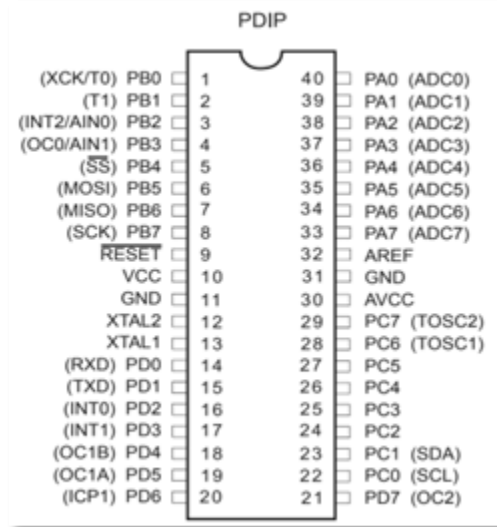 PDIP
(XCK/T0) PB0 1 40 PA0 (ADC0)
(T1) PB1 2 39 PA1 (ADC1)
(INT2/AIN0) PB2 3 38 PA2 (ADC2)
(OC0/AIN1) PB3 4 37 PA3 (ADC3)
(SS) PB4 5 36 PA4 (ADC4)
(MOSI) PB5 6 35 PA5 (ADC5)
(MISO) PB6 7 34 PA6 (ADC6)
(SCK) PB7 8 33 PA7 (ADC7)
RESET 9 32 AREF
VCC 10 31 GND
GND 11 30 AVCC
XTAL2 12 29 PC7 (TOSC2)
XTAL1 13 28 PC6 (TOSC1)
(RXD) PD0 14 27 PC5
(TXD) PD1 15 26 PC4
(INT0) PD2 16 25 PC3
(INT1) PD3 17 24 PC2
(OC1B) PD4 18 23 PC1 (SDA)
(OC1A) PD5 19 22 PC0 (SCL)
(ICP1) PD6 20 21 PD7 (OC2)